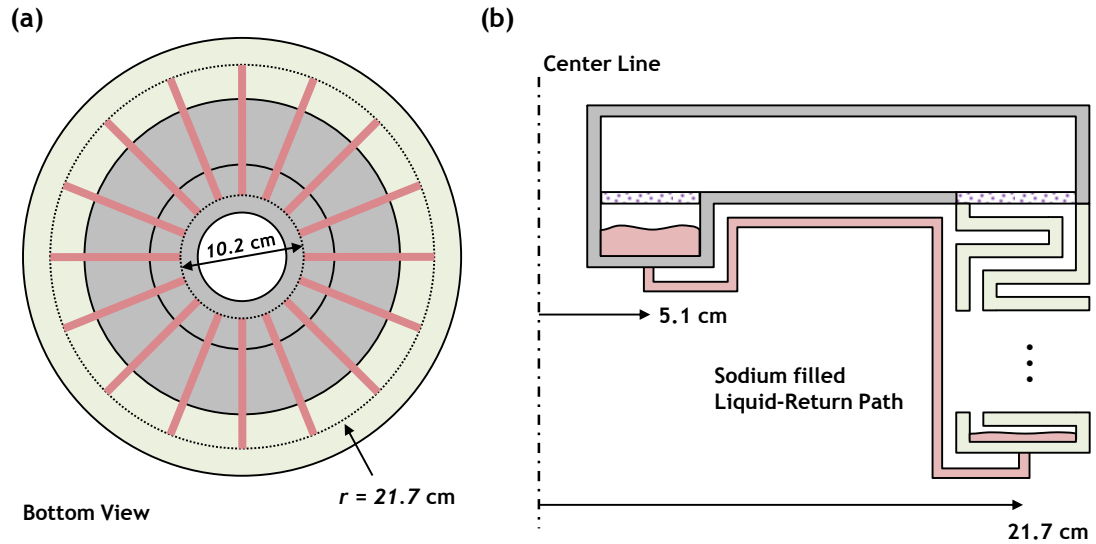 (a)
10.2 cm
r = 21.7 cm
Bottom View
(b)
Center Line
5.1 cm
Sodium filled
Liquid-Return Path
21.7 cm